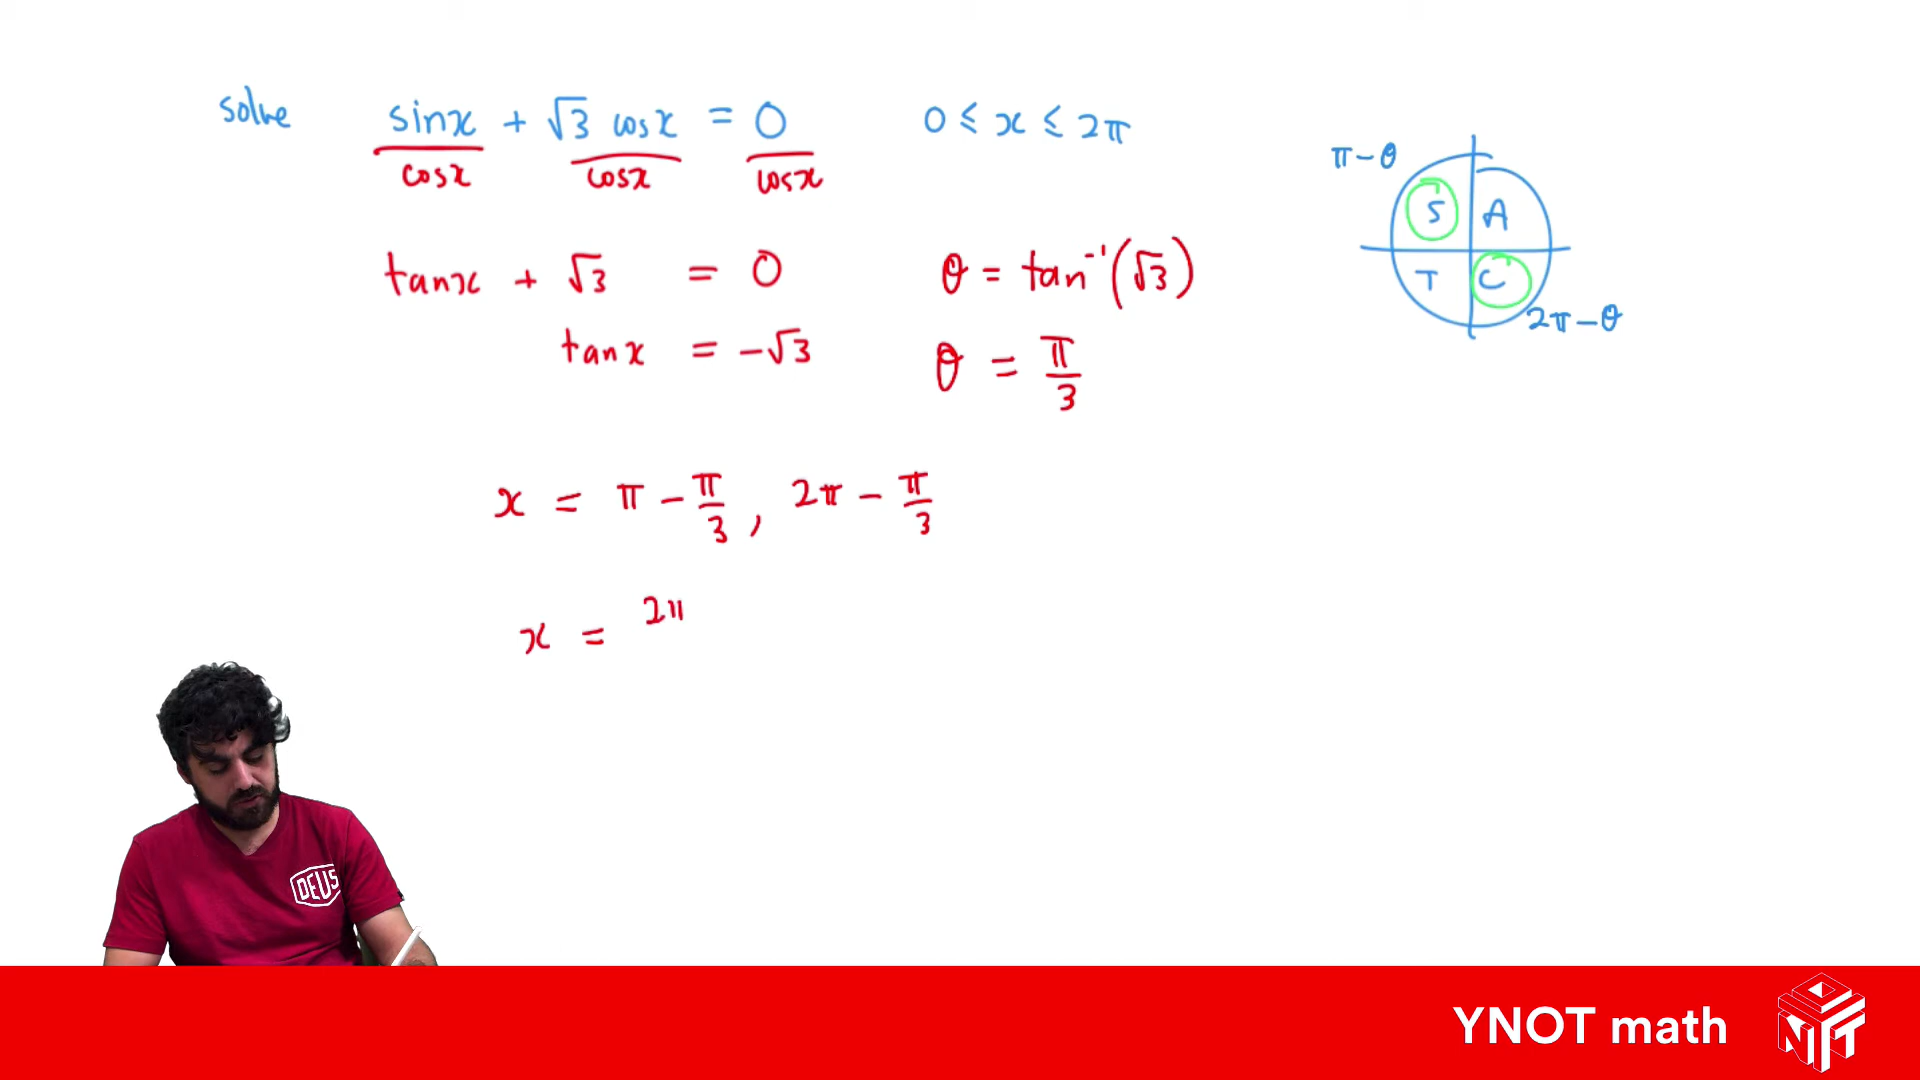 solve sinx + √3 cosx = 0 0 ≤ x ≤ 2π
cosx cosx cosx
π-θ
S A
T C
2π-θ
tanx + √3 = 0 θ = tan⁻¹(√3)
tanx = -√3 θ = π/3
x = π - π/3, 2π - π/3
x = 2π
DEUS
YNOT math
YNOT